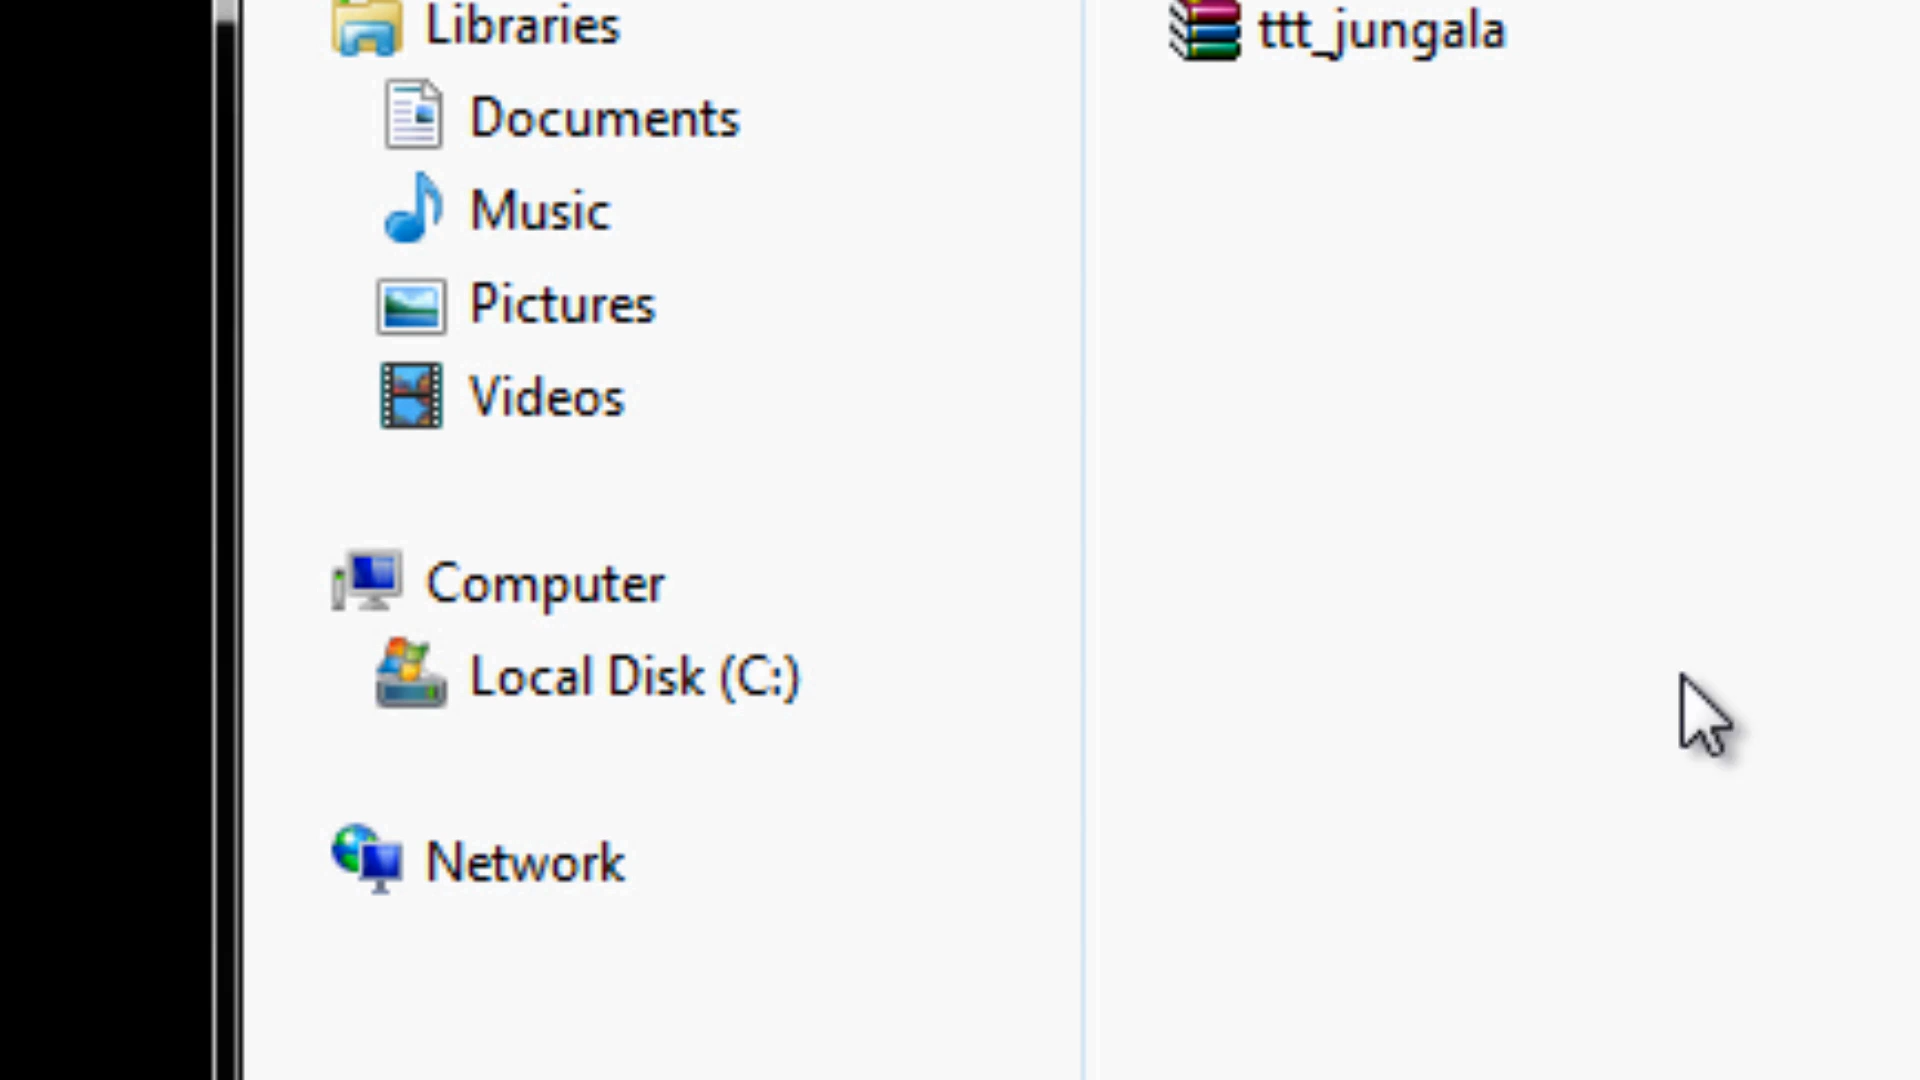 Libraries
Documents
Music
Pictures
Videos
Computer
Local Disk (C:)
Network
ttt_jungala